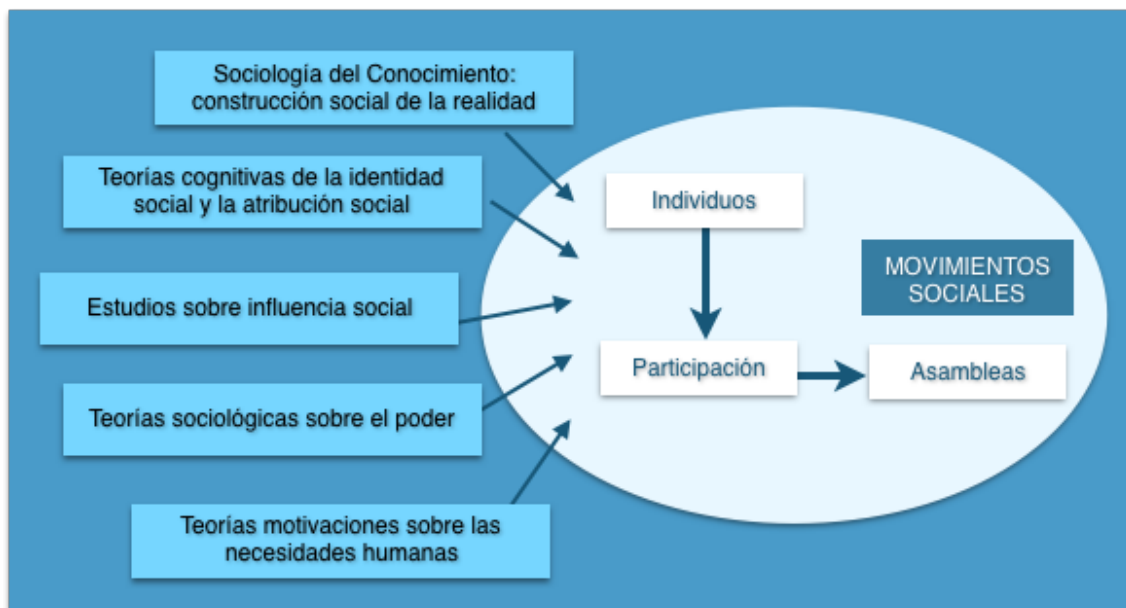 Sociología del Conocimiento:
construcción social de la realidad
Teorías cognitivas de la identidad
social y la atribución social
Estudios sobre influencia social
Teorías sociológicas sobre el poder
Teorías motivaciones sobre las
necesidades humanas
Individuos
MOVIMIENTOS
SOCIALES
Participación
Asambleas